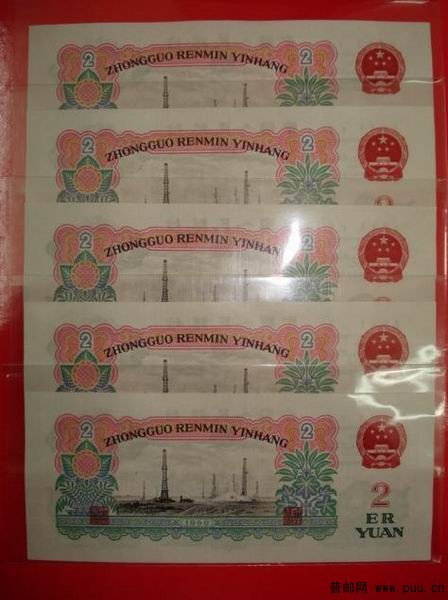 2 ZHONGGUO RENMIN YINHANG 2
2 ZHONGGUO RENMIN YINHANG 2
2 ZHONGGUO RENMIN YINHANG 2
2 ZHONGGUO RENMIN YINHANG 2
2 ZHONGGUO RENMIN YINHANG 2
2
ER
YUAN
1960
普邮网 www.puu.cn